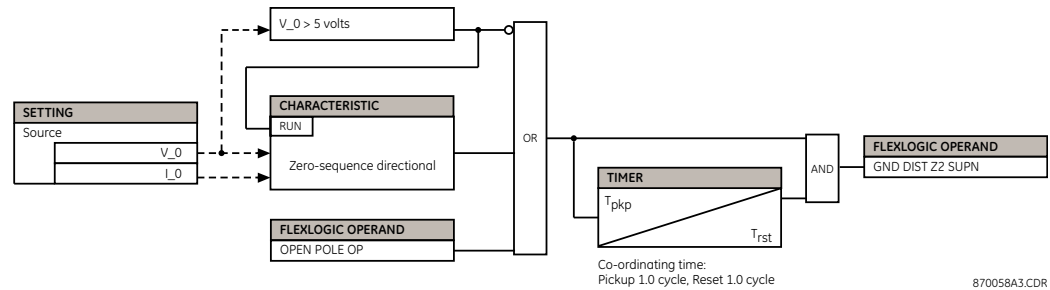 V_0 > 5 volts
SETTING
Source
V_0
I_0
CHARACTERISTIC
RUN
Zero-sequence directional
FLEXLOGIC OPERAND
OPEN POLE OP
OR
TIMER
Tpkp
Trst
Co-ordinating time:
Pickup 1.0 cycle, Reset 1.0 cycle
AND
FLEXLOGIC OPERAND
GND DIST Z2 SUPN
870058A3.CDR